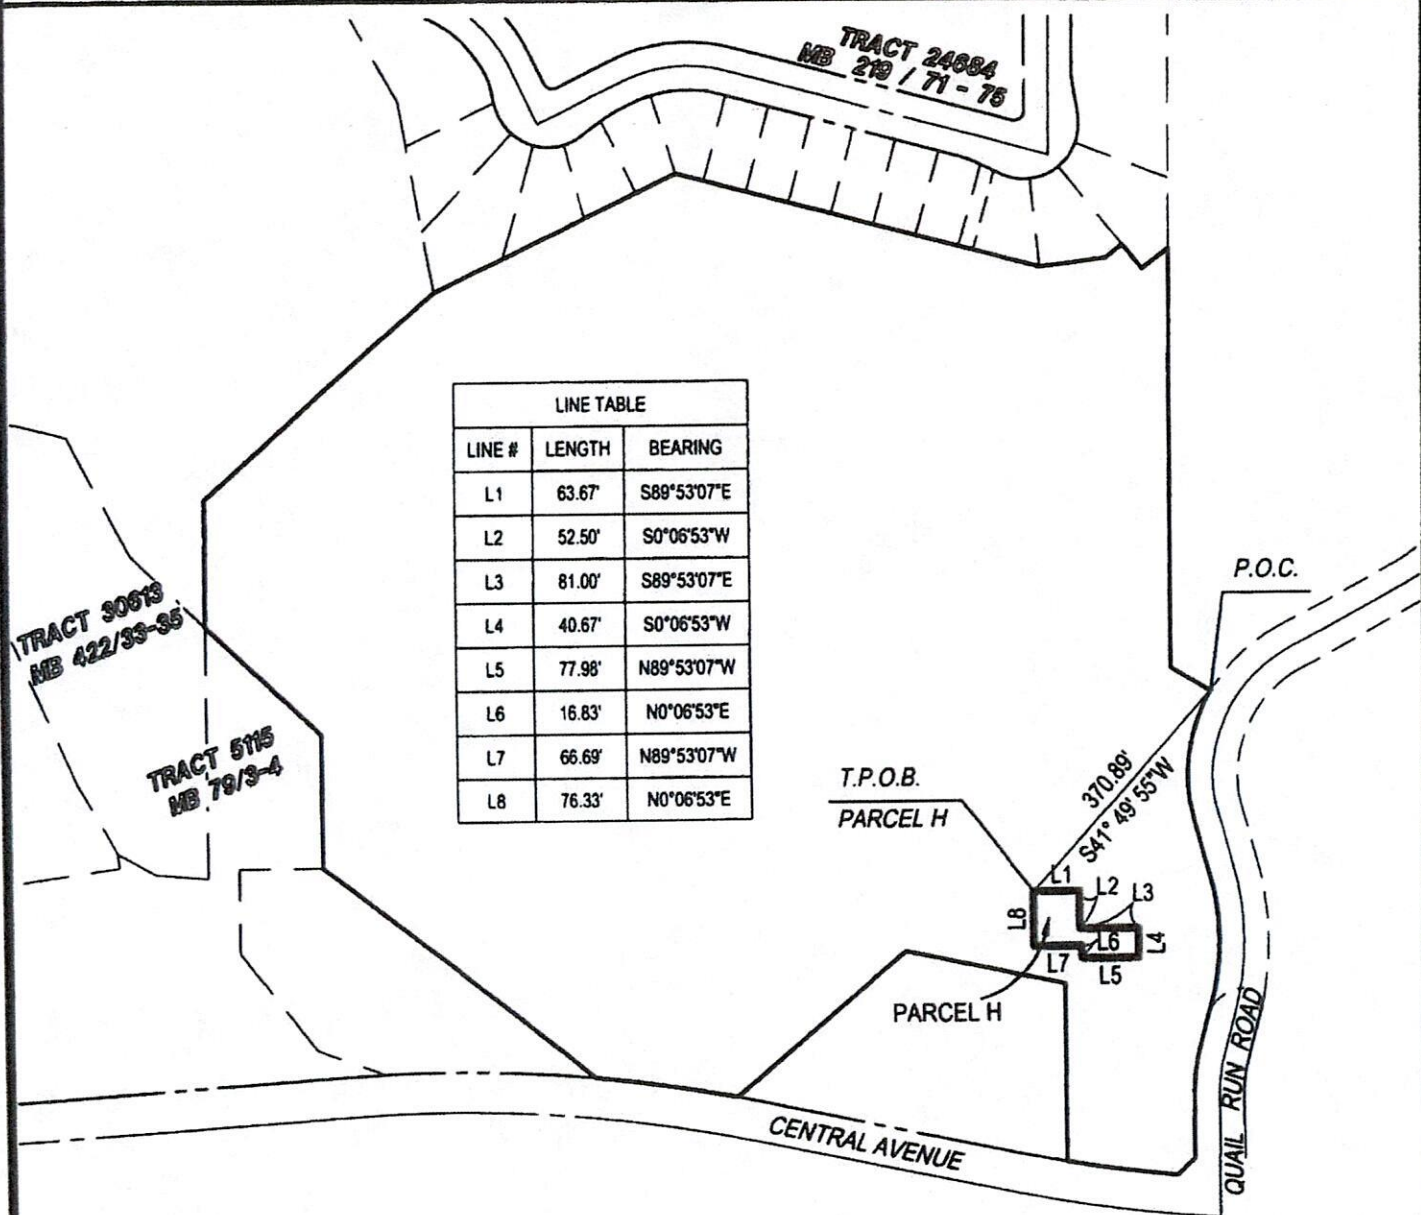 TRACT 24684
MB 219 / 71 - 75
LINE TABLE
LINE # LENGTH BEARING
L1 63.67' S89°53'07"E
L2 52.50' S0°06'53"W
L3 81.00' S89°53'07"E
L4 40.67' S0°06'53"W
L5 77.98' N89°53'07"W
L6 16.83' N0°06'53"E
L7 66.69' N89°53'07"W
L8 76.33' N0°06'53"E
P.O.C.
TRACT 30613
MB 422/33-35
TRACT 5115
MB 79/3-4
T.P.O.B.
PARCEL H
370.89'
S41° 49' 55"W
L1
L2
L3
L8
L6
L4
L7
L5
PARCEL H
CENTRAL AVENUE
QUAIL RUN ROAD